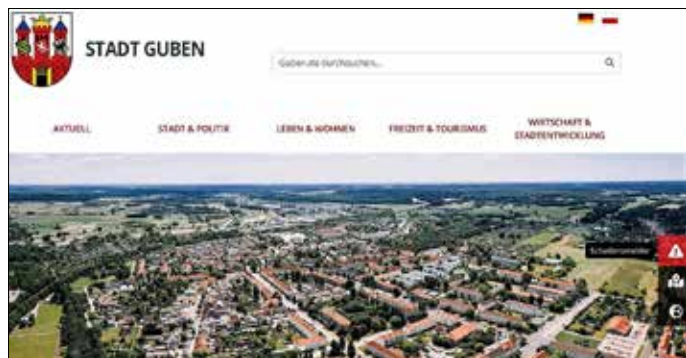 STADT GUBEN
Guben.de durchsuchen...
AKTUELL
STADT & POLITIK
LEBEN & WOHNEN
FREIZEIT & TOURISMUS
WIRTSCHAFT &
STADTENTWICKLUNG